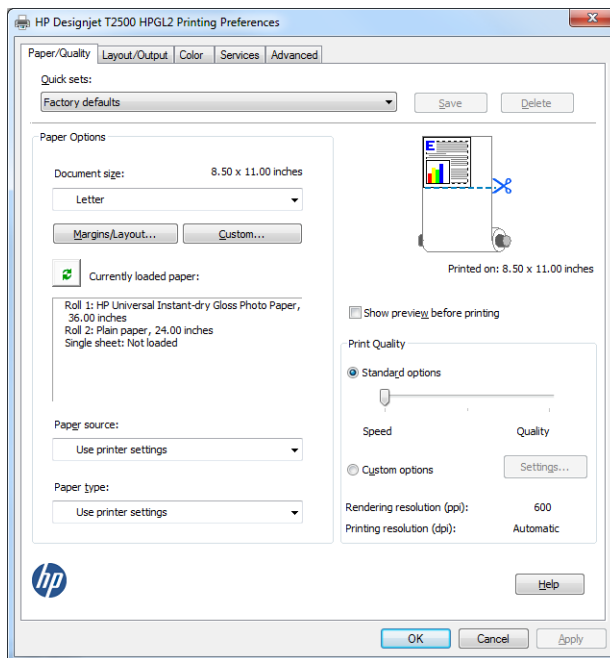 HP Designjet T2500 HPGL2 Printing Preferences
Paper/Quality Layout/Output Color Services Advanced
Quick sets:
Factory defaults
Save Delete
Paper Options
Document size: 8.50 x 11.00 inches
Letter
Margins/Layout... Custom...
Currently loaded paper:
Roll 1: HP Universal Instant-dry Gloss Photo Paper,
36.00 inches
Roll 2: Plain paper, 24.00 inches
Single sheet: Not loaded
Paper source:
Use printer settings
Paper type:
Use printer settings
E
Printed on: 8.50 x 11.00 inches
Show preview before printing
Print Quality
Standard options
Speed Quality
Custom options Settings...
Rendering resolution (ppi): 600
Printing resolution (dpi): Automatic
hp
Help
OK Cancel Apply